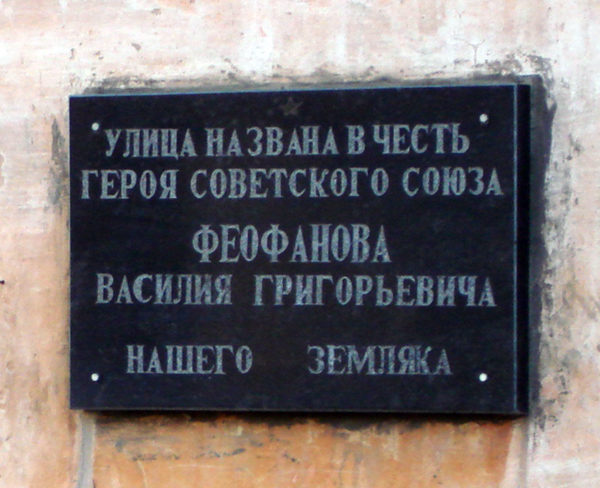 УЛИЦА НАЗВАНА В ЧЕСТЬ
ГЕРОЯ СОВЕТСКОГО СОЮЗА
ФЕОФАНОВА
ВАСИЛИЯ ГРИГОРЬЕВИЧА
НАШЕГО ЗЕМЛЯКА